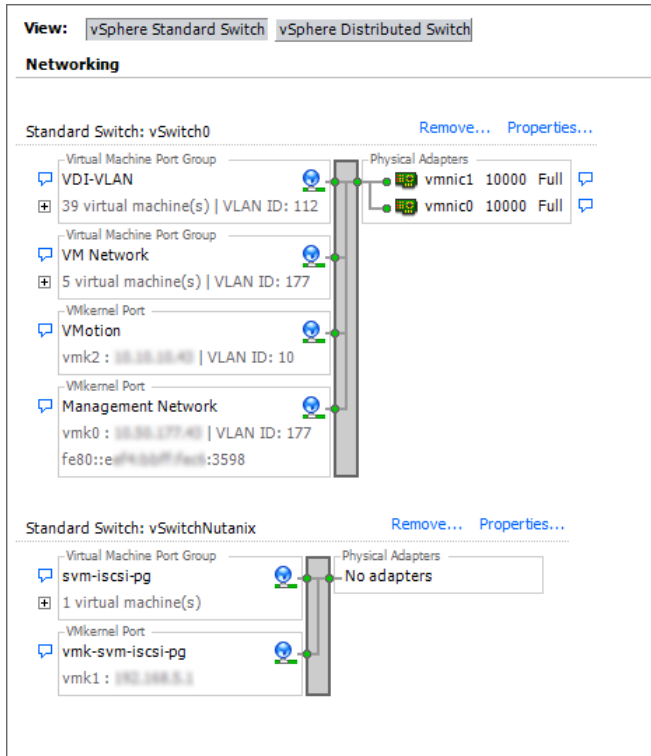 View: vSphere Standard Switch vSphere Distributed Switch
Networking
Standard Switch: vSwitch0 Remove... Properties...
Virtual Machine Port Group
VDI-VLAN
39 virtual machine(s) | VLAN ID: 112
Physical Adapters
vmnic1 10000 Full
vmnic0 10000 Full
Virtual Machine Port Group
VM Network
5 virtual machine(s) | VLAN ID: 177
VMkernel Port
VMotion
vmk2 : | VLAN ID: 10
VMkernel Port
Management Network
vmk0 : | VLAN ID: 177
fe80::e :3598
Standard Switch: vSwitchNutanix Remove... Properties...
Virtual Machine Port Group
svm-iscsi-pg
1 virtual machine(s)
Physical Adapters
No adapters
VMkernel Port
vmk-svm-iscsi-pg
vmk1 :